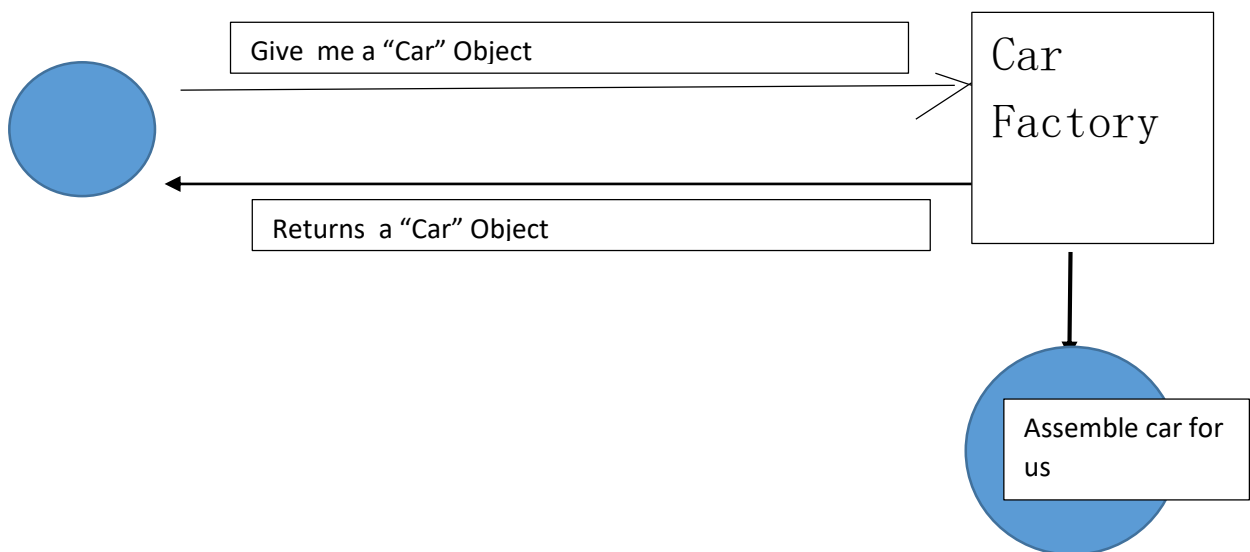 Give  me a “Car” Object
Car
Factory
Returns  a “Car” Object
Assemble car for
us